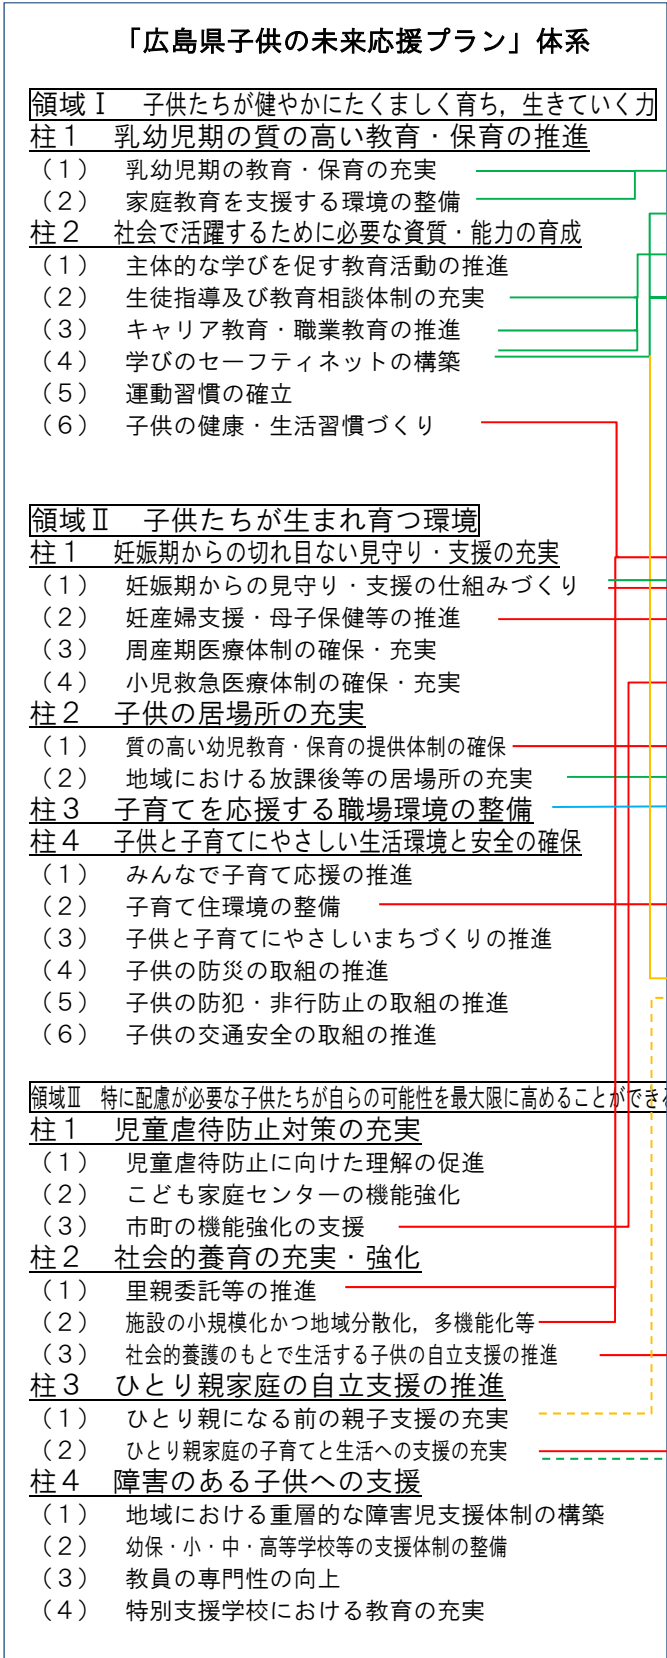 「広島県子供の未来応援プラン」体系
領域Ⅰ　子供たちが健やかにたくましく育ち，生きていく力
柱１　乳幼児期の質の高い教育・保育の推進
（１）　乳幼児期の教育・保育の充実
（２）　家庭教育を支援する環境の整備
柱２　社会で活躍するために必要な資質・能力の育成
（１）　主体的な学びを促す教育活動の推進
（２）　生徒指導及び教育相談体制の充実
（３）　キャリア教育・職業教育の推進
（４）　学びのセーフティネットの構築
（５）　運動習慣の確立
（６）　子供の健康・生活習慣づくり
領域Ⅱ　子供たちが生まれ育つ環境
柱１　妊娠期からの切れ目ない見守り・支援の充実
（１）　妊娠期からの見守り・支援の仕組みづくり
（２）　妊産婦支援・母子保健等の推進
（３）　周産期医療体制の確保・充実
（４）　小児救急医療体制の確保・充実
柱２　子供の居場所の充実
（１）　質の高い幼児教育・保育の提供体制の確保
（２）　地域における放課後等の居場所の充実
柱３　子育てを応援する職場環境の整備
柱４　子供と子育てにやさしい生活環境と安全の確保
（１）　みんなで子育て応援の推進
（２）　子育て住環境の整備
（３）　子供と子育てにやさしいまちづくりの推進
（４）　子供の防災の取組の推進
（５）　子供の防犯・非行防止の取組の推進
（６）　子供の交通安全の取組の推進
領域Ⅲ　特に配慮が必要な子供たちが自らの可能性を最大限に高めることができる
柱１　児童虐待防止対策の充実
（１）　児童虐待防止に向けた理解の促進
（２）　こども家庭センターの機能強化
（３）　市町の機能強化の支援
柱２　社会的養育の充実・強化
（１）　里親委託等の推進
（２）　施設の小規模化かつ地域分散化，多機能化等
（３）　社会的養護のもとで生活する子供の自立支援の推進
柱３　ひとり親家庭の自立支援の推進
（１）　ひとり親になる前の親子支援の充実
（２）　ひとり親家庭の子育てと生活への支援の充実
柱４　障害のある子供への支援
（１）　地域における重層的な障害児支援体制の構築
（２）　幼保・小・中・高等学校等の支援体制の整備
（３）　教員の専門性の向上
（４）　特別支援学校における教育の充実